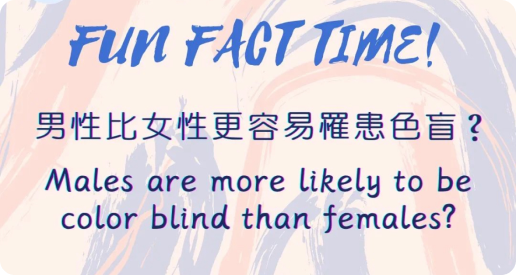 FUN FACT TIME!
男性比女性更容易罹患色盲？
Males are more likely to be
color blind than females?